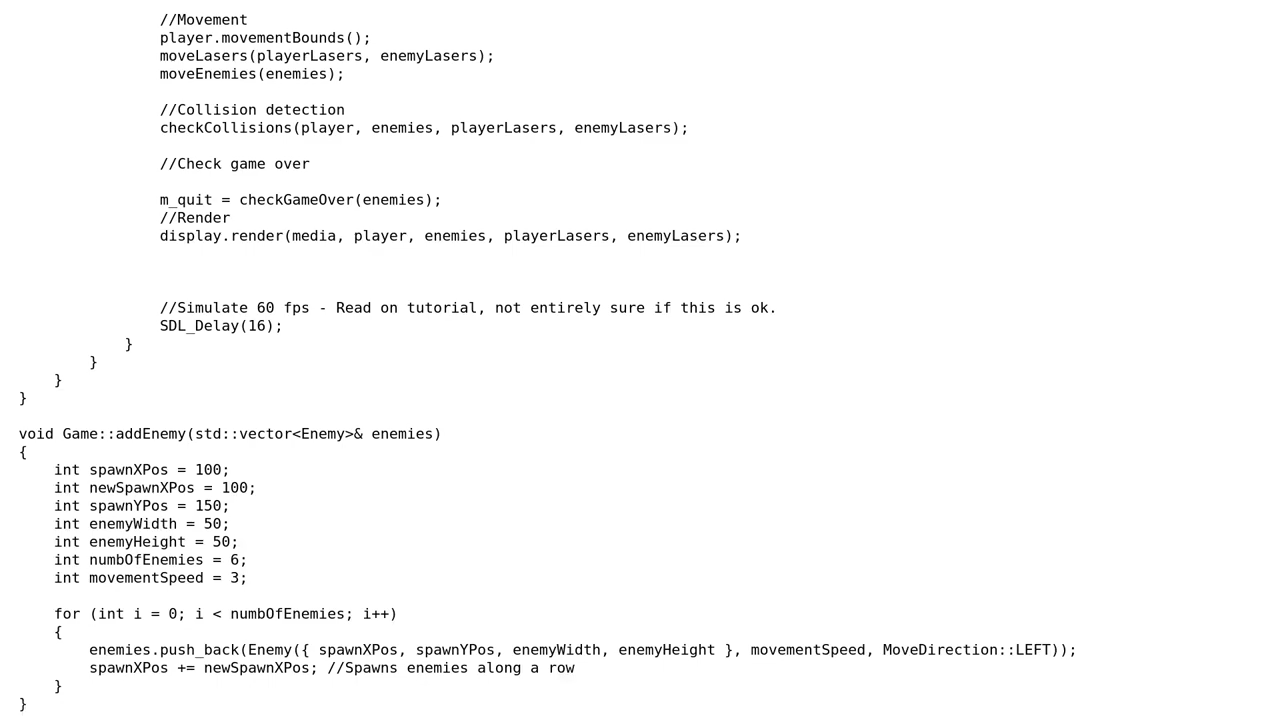 //Movement
player.movementBounds();
moveLasers(playerLasers, enemyLasers);
moveEnemies(enemies);
//Collision detection
checkCollisions(player, enemies, playerLasers, enemyLasers);
//Check game over
m_quit = checkGameOver(enemies);
//Render
display.render(media, player, enemies, playerLasers, enemyLasers);
//Simulate 60 fps - Read on tutorial, not entirely sure if this is ok.
SDL_Delay(16);
}
}
}
}
void Game::addEnemy(std::vector<Enemy>& enemies)
{
int spawnXPos = 100;
int newSpawnXPos = 100;
int spawnYPos = 150;
int enemyWidth = 50;
int enemyHeight = 50;
int numbOfEnemies = 6;
int movementSpeed = 3;
for (int i = 0; i < numbOfEnemies; i++)
{
enemies.push_back(Enemy({ spawnXPos, spawnYPos, enemyWidth, enemyHeight }, movementSpeed, MoveDirection::LEFT));
spawnXPos += newSpawnXPos; //Spawns enemies along a row
}
}